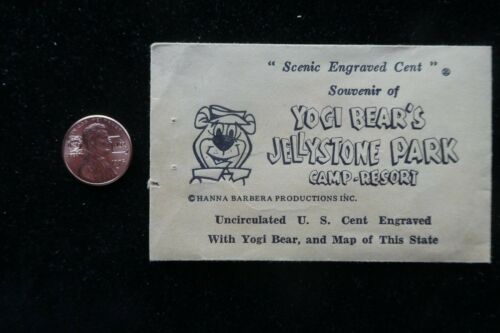 " Scenic Engraved Cent " ®
Souvenir of
YOGI BEAR'S
JELLYSTONE PARK
CAMP-RESORT
© HANNA BARBERA PRODUCTIONS INC.
Uncirculated U. S. Cent Engraved
With Yogi Bear, and Map of This State